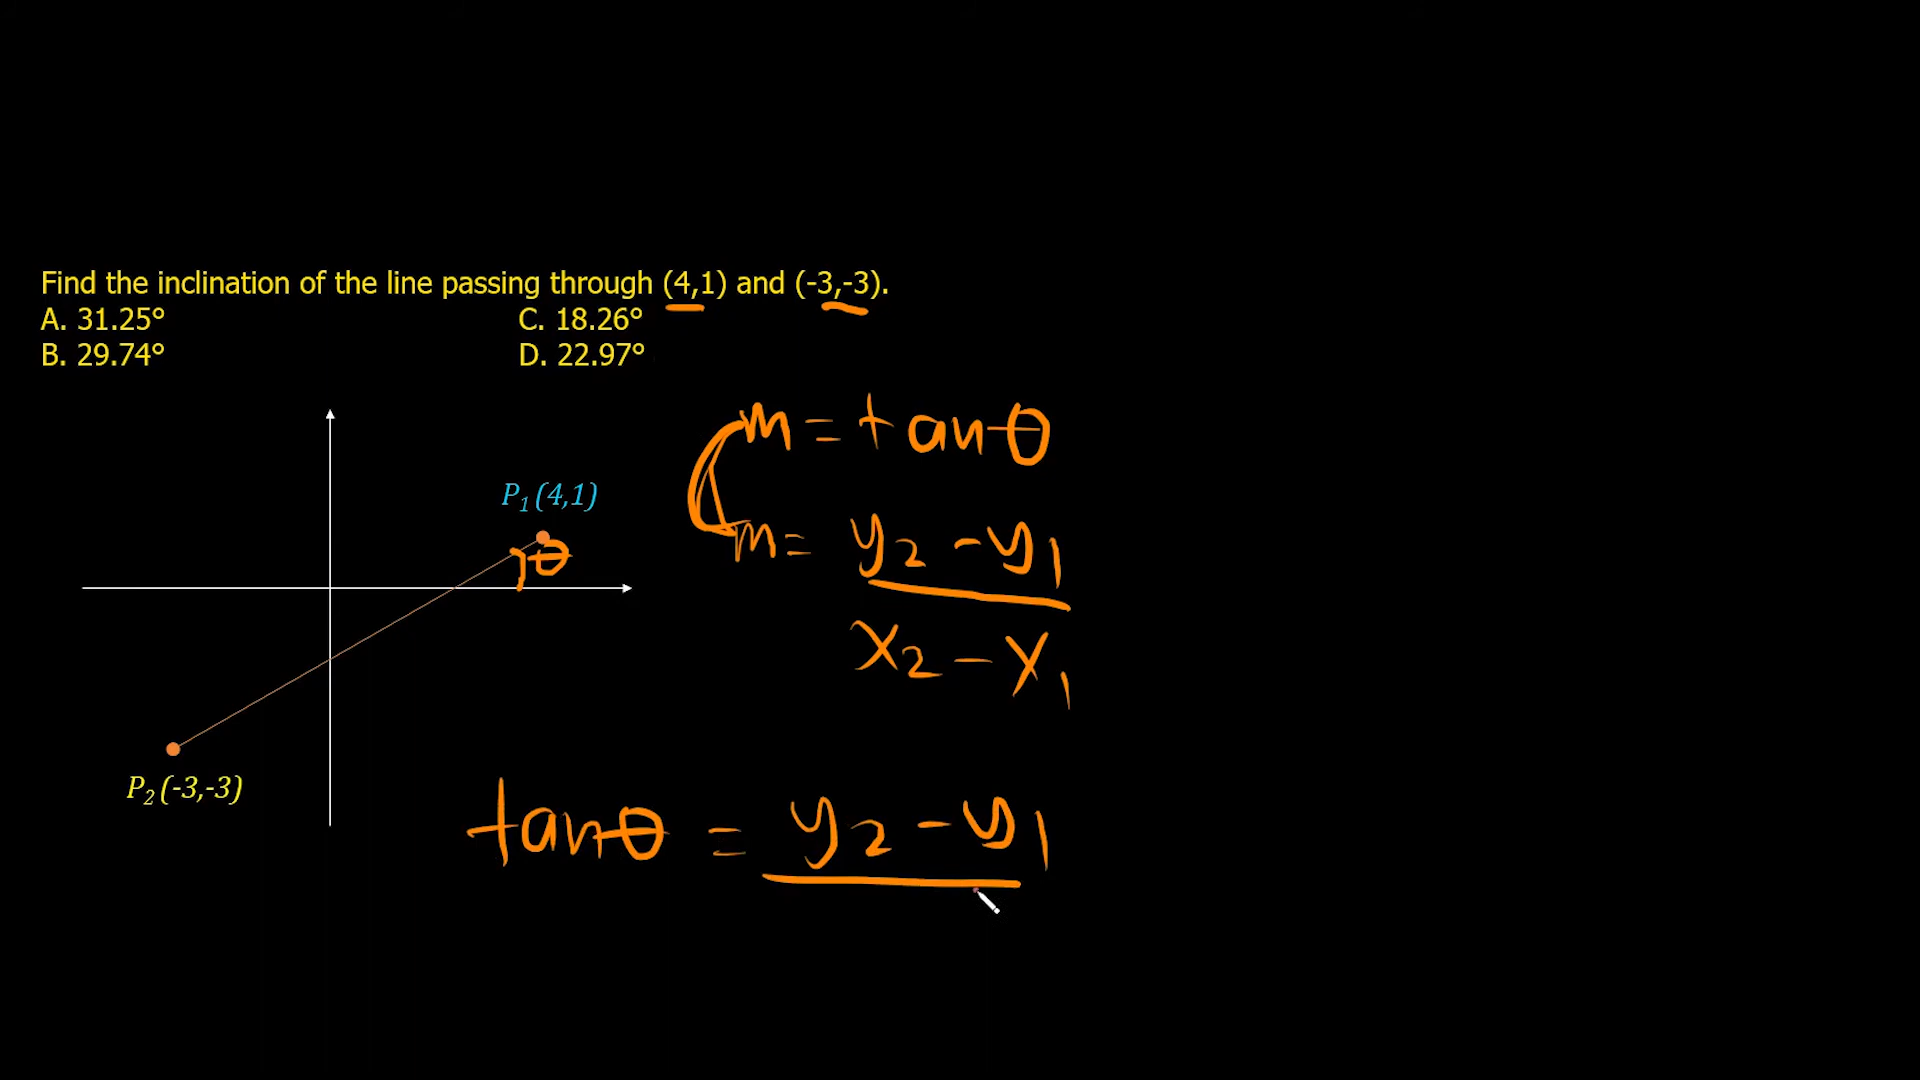 Find the inclination of the line passing through (4,1) and (-3,-3).
A. 31.25° C. 18.26°
B. 29.74° D. 22.97°
m = tanθ
P₁ (4,1)
θ
m = y₂ - y₁
x₂ - x₁
P₂ (-3,-3)
tanθ = y₂ - y₁